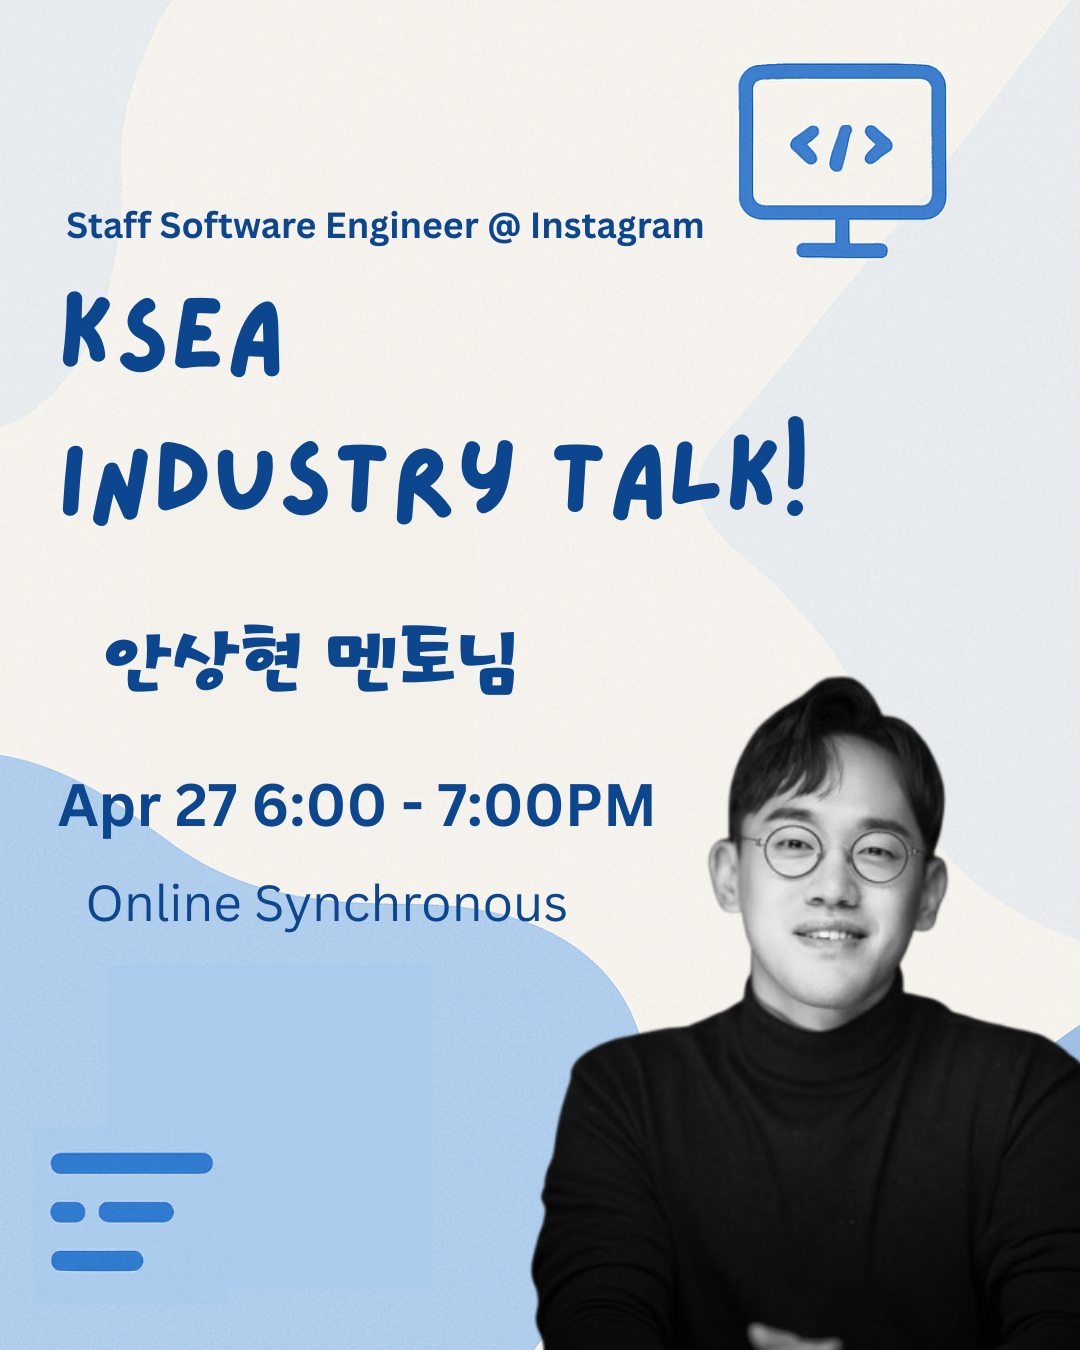 </>
Staff Software Engineer @ Instagram
KSEA
INDUSTRY TALK!
안상현 멘토님
Apr 27 6:00 - 7:00PM
Online Synchronous